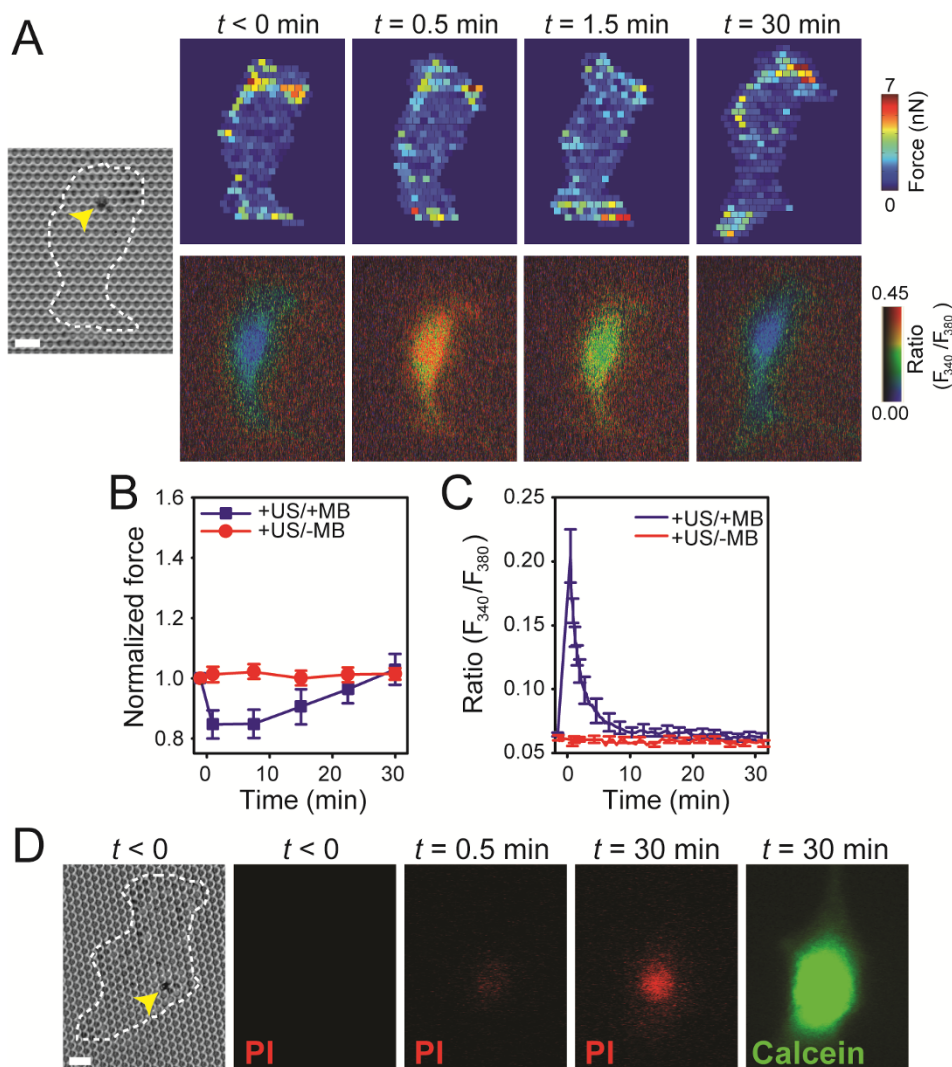 A
t < 0 min
t = 0.5 min
t = 1.5 min
t = 30 min
7
Force (nN)
0
0.45
Ratio
(F340/F380)
0.00
B
1.6
1.4
1.2
1.0
0.8
Normalized force
+US/+MB
+US/-MB
0
10
20
30
Time (min)
C
0.25
0.20
0.15
0.10
0.05
Ratio (F340/F380)
+US/+MB
+US/-MB
0
10
20
30
Time (min)
D
t < 0
t < 0
t = 0.5 min
t = 30 min
t = 30 min
PI
PI
PI
Calcein